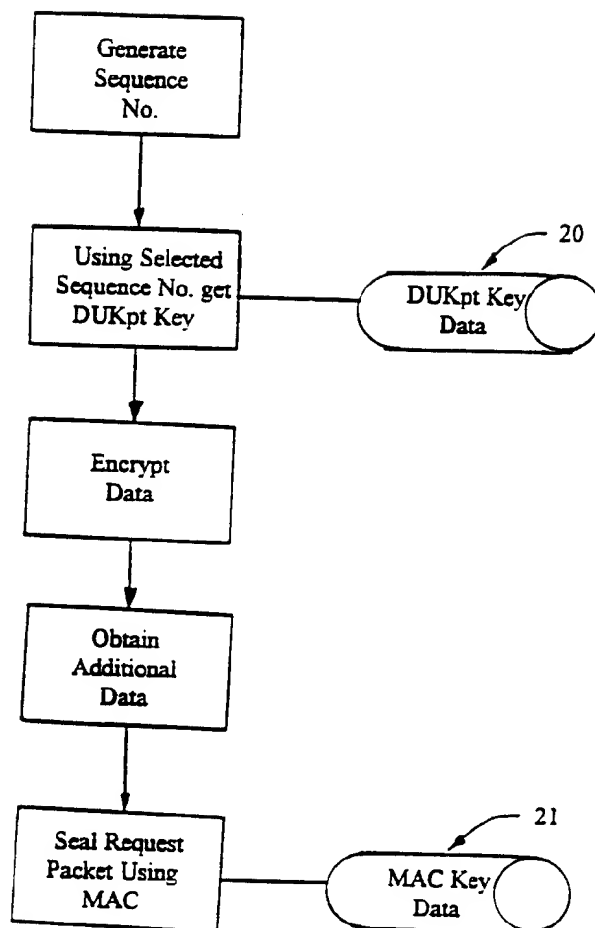 Generate
Sequence
No.
Using Selected
Sequence No. get
DUKpt Key
20
DUKpt Key
Data
Encrypt
Data
Obtain
Additional
Data
Seal Request
Packet Using
MAC
21
MAC Key
Data